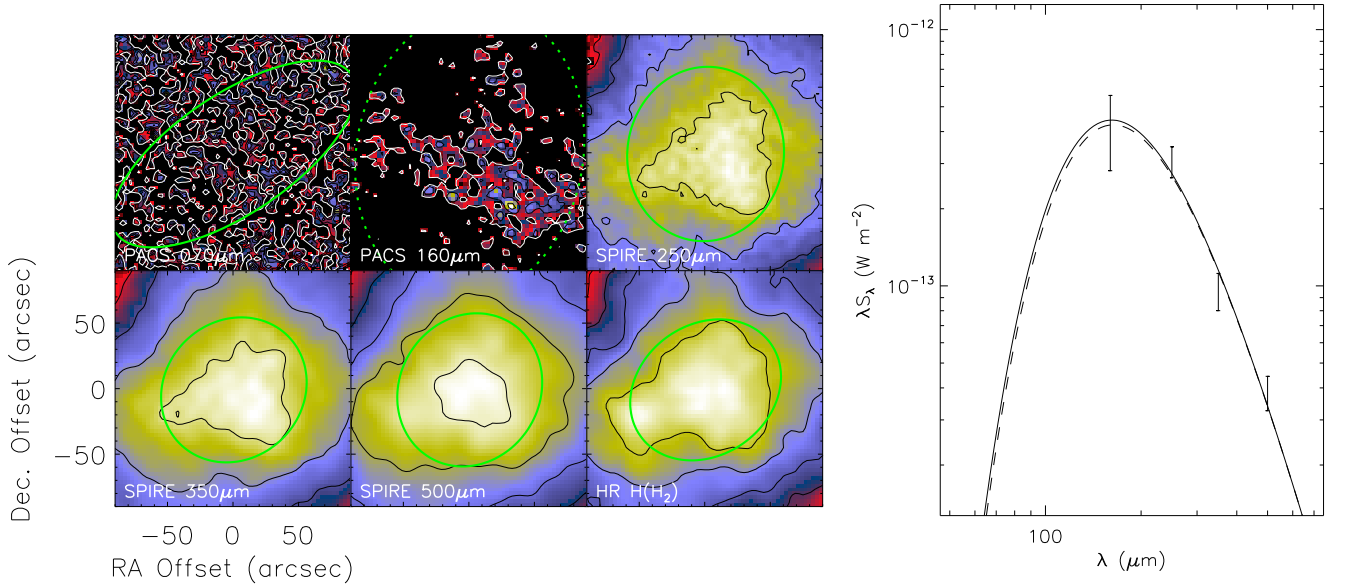 PACS 070μm
PACS 160μm
SPIRE 250μm
SPIRE 350μm
SPIRE 500μm
HR H(H₂)
Dec. Offset (arcsec)
50
0
−50
−50 0 50
RA Offset (arcsec)
10⁻¹²
10⁻¹³
λS_λ (W m⁻²)
100
λ (μm)